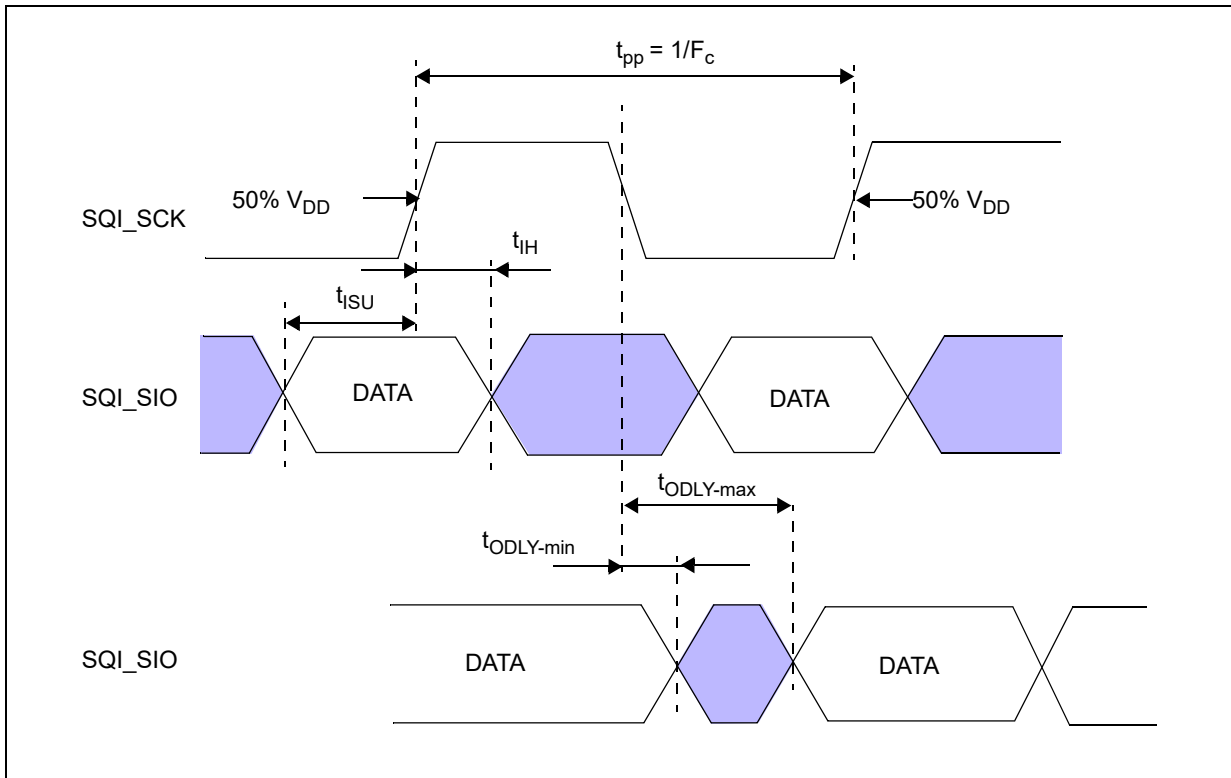 tpp = 1/Fc
50% VDD
50% VDD
SQI_SCK
tIH
tISU
SQI_SIO
DATA
DATA
tODLY-max
tODLY-min
SQI_SIO
DATA
DATA